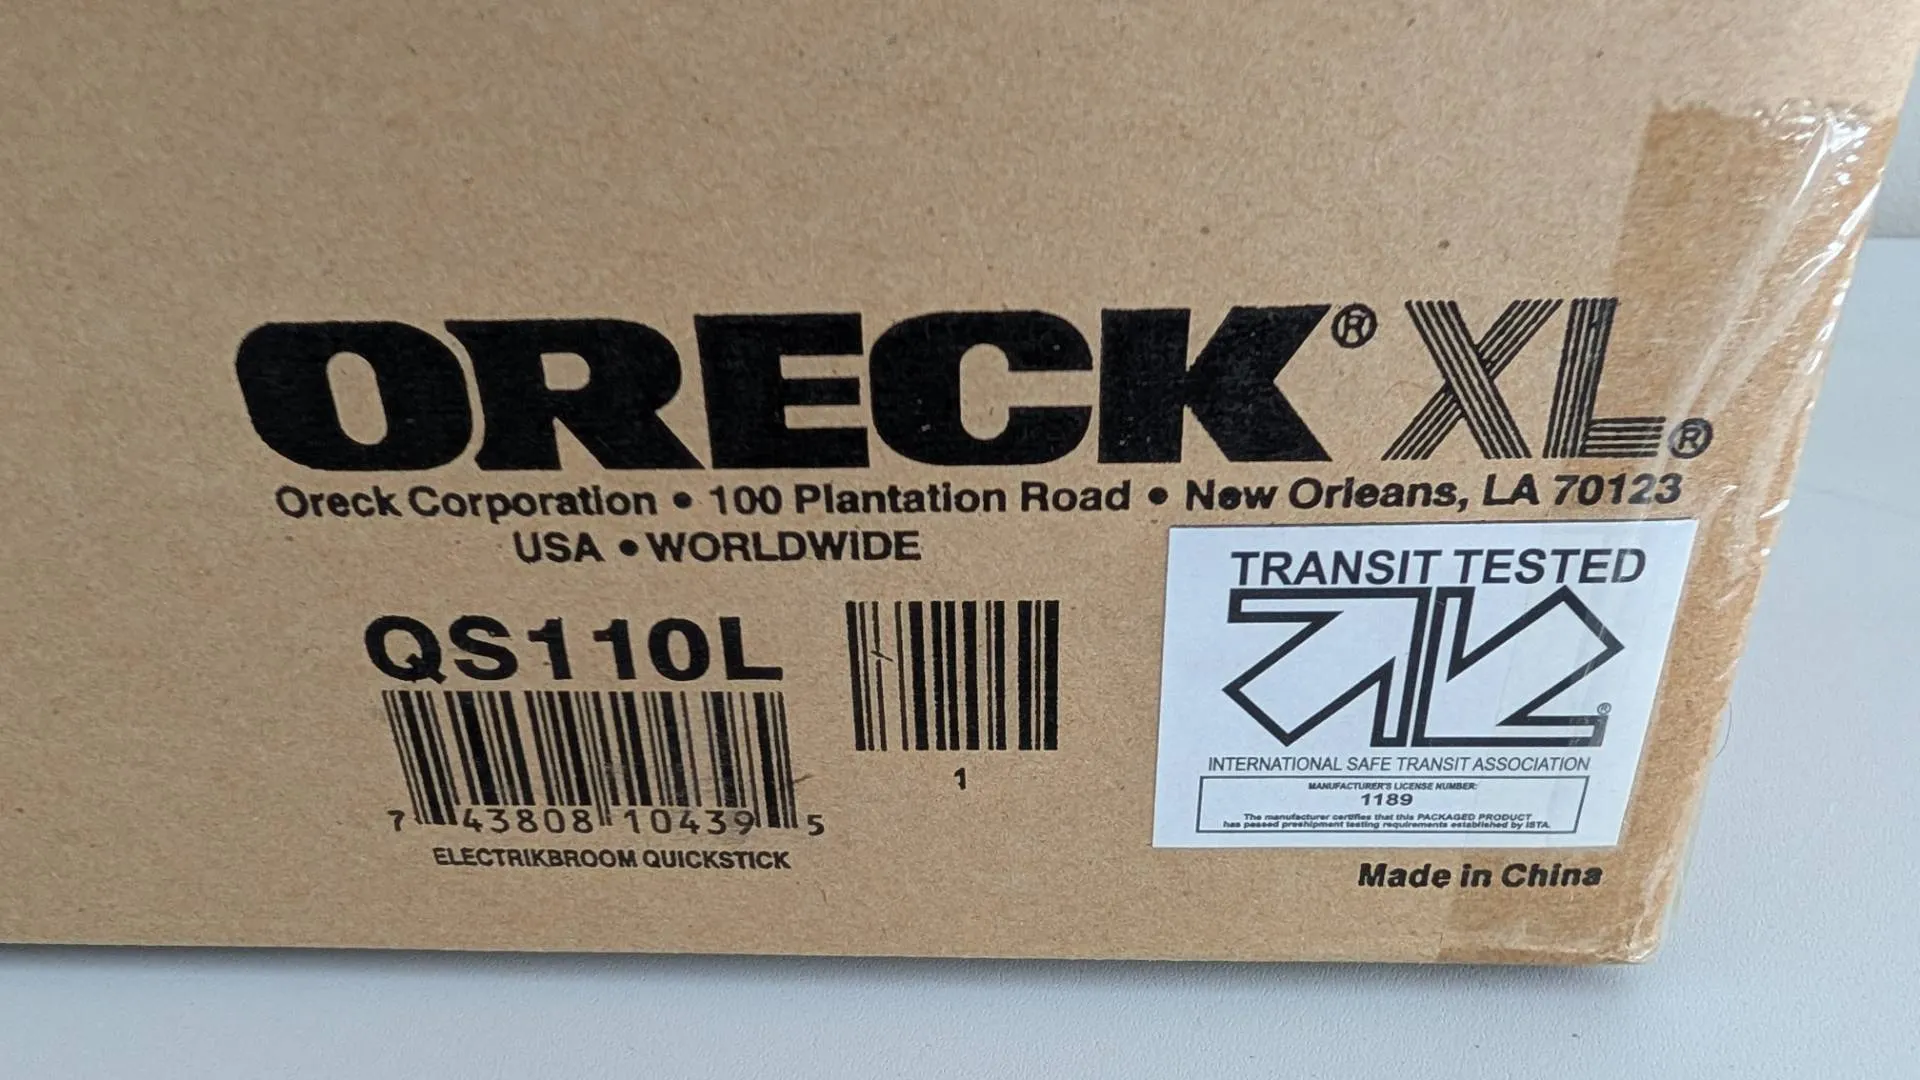 ORECK® XL®
Oreck Corporation • 100 Plantation Road • New Orleans, LA 70123
USA • WORLDWIDE
QS110L
7 43808 10439 5
ELECTRIKBROOM QUICKSTICK
1
TRANSIT TESTED
®
INTERNATIONAL SAFE TRANSIT ASSOCIATION
MANUFACTURER'S LICENSE NUMBER:
1189
The manufacturer certifies that this PACKAGED PRODUCT
has passed preshipment testing requirements established by ISTA.
Made in China